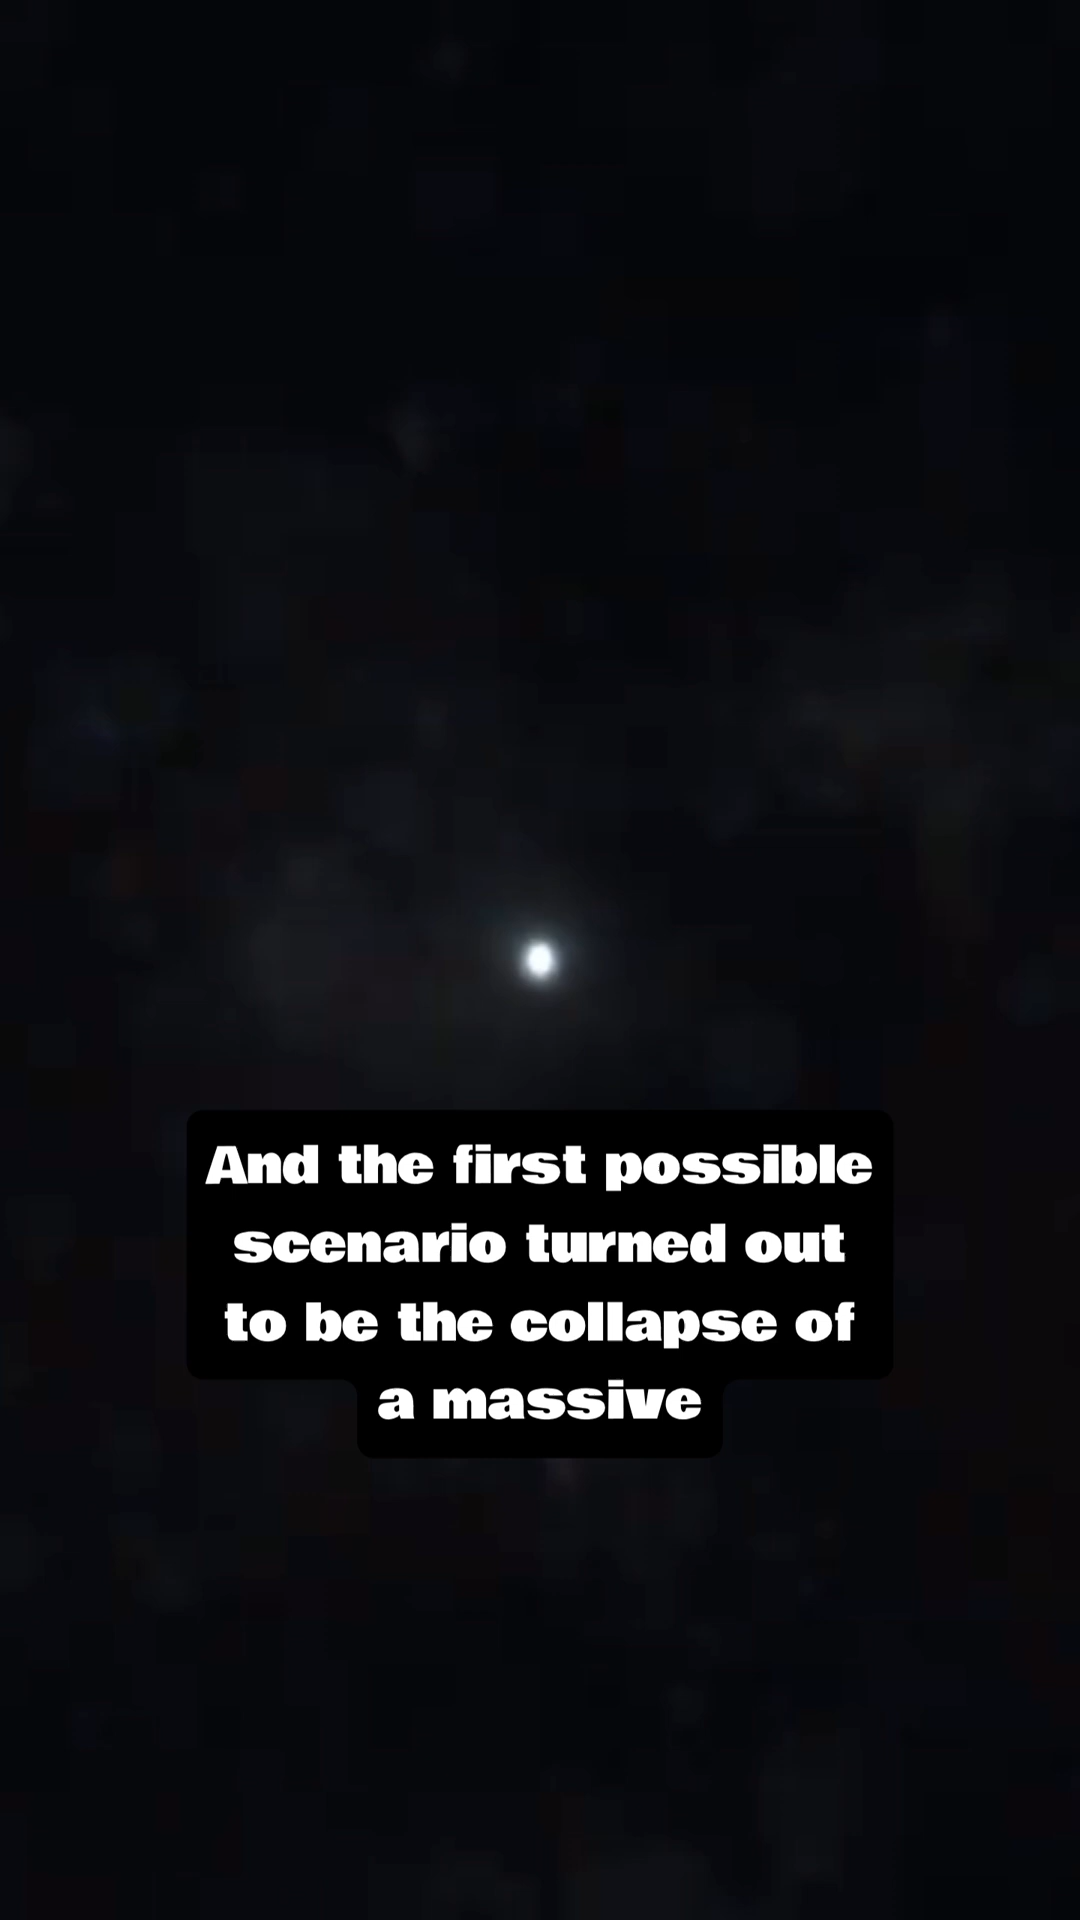 And the first possible
scenario turned out
to be the collapse of
a massive